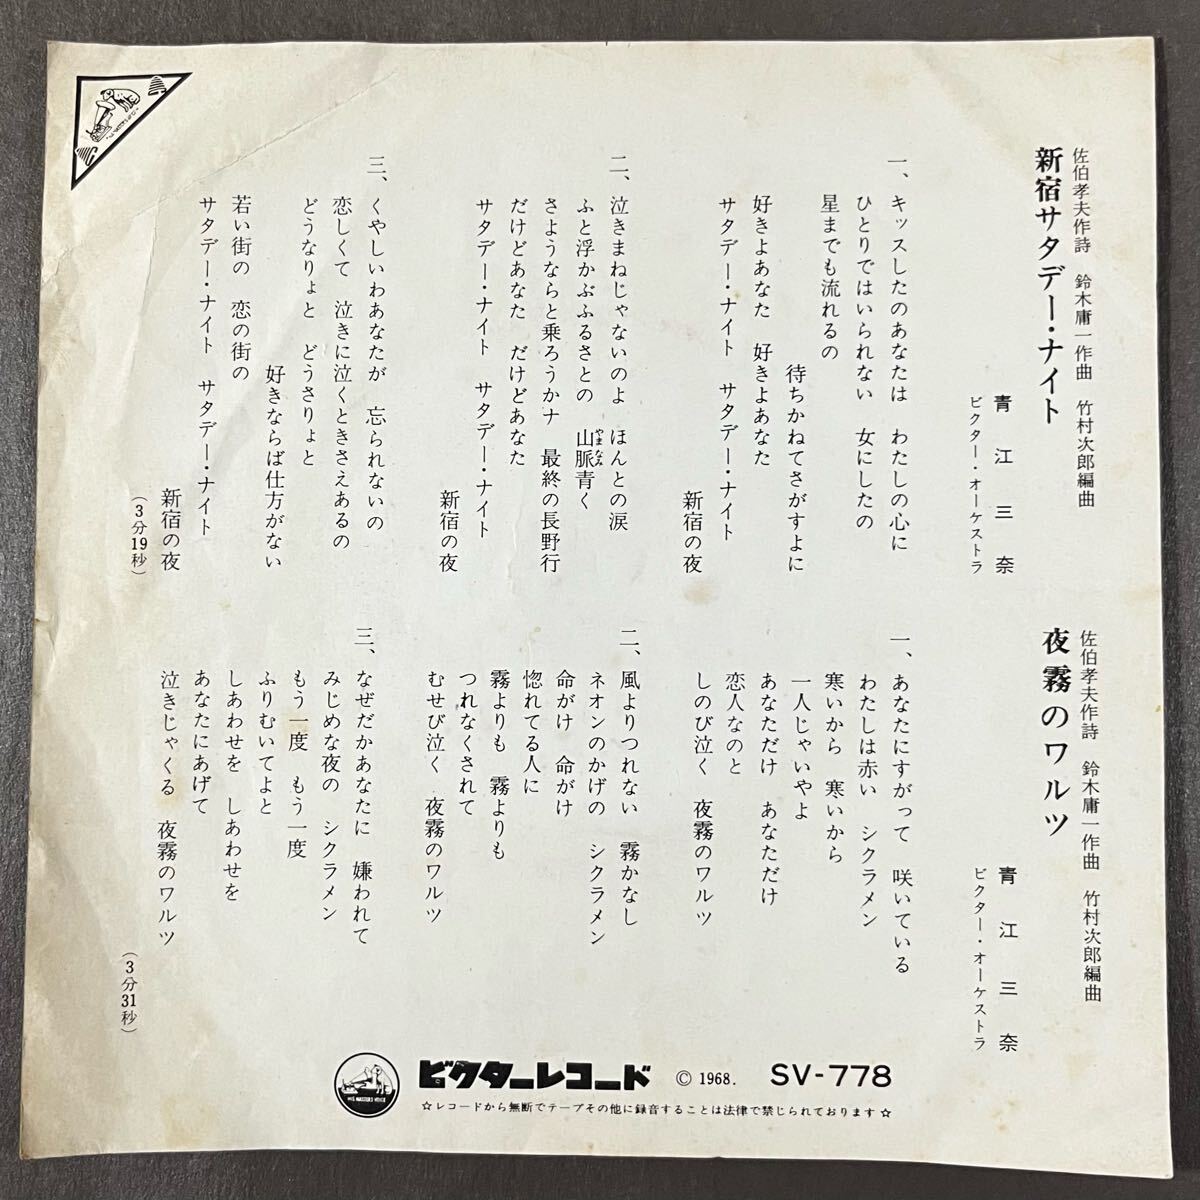 佐伯孝夫作詩　鈴木庸一作曲　竹村次郎編曲
新宿サタデー・ナイト
青江三奈
ビクター・オーケストラ
一、キッスしたのあなたは　わたしの心に
ひとりではいられない　女にしたの
星までも流れるの
待ちかねてさがすよに
好きよあなた　好きよあなた
サタデー・ナイト　サタデー・ナイト
新宿の夜
二、泣きまねじゃないのよ　ほんとの涙
ふと浮かぶふるさとの　山脈青く
やまなみ
さようならと乗ろうかナ　最終の長野行
だけどあなた　だけどあなた
サタデー・ナイト　サタデー・ナイト
新宿の夜
三、くやしいわあなたが　忘られないの
恋しくて　泣きに泣くときさえあるの
どうなりょと　どうさりょと
好きならば仕方がない
若い街の　恋の街の
サタデー・ナイト　サタデー・ナイト
新宿の夜
（3分19秒）
佐伯孝夫作詩　鈴木庸一作曲　竹村次郎編曲
夜霧のワルツ
青江三奈
ビクター・オーケストラ
一、あなたにすがって　咲いている
わたしは赤い　シクラメン
寒いから　寒いから
一人じゃいやよ
あなただけ　あなただけ
恋人なのと
しのび泣く　夜霧のワルツ
二、風よりつれない　霧かなし
ネオンのかげの　シクラメン
命がけ　命がけ
惚れてる人に
霧よりも　霧よりも
つれなくされて
むせび泣く　夜霧のワルツ
三、なぜだかあなたに　嫌われて
みじめな夜の　シクラメン
もう一度　もう一度
ふりむいてよと
しあわせを　しあわせを
あなたにあげて
泣きじゃくる　夜霧のワルツ
（3分31秒）
HIS MASTERS VOICE
ビクターレコード　© 1968.　SV-778
☆レコードから無断でテープその他に録音することは法律で禁じられております☆